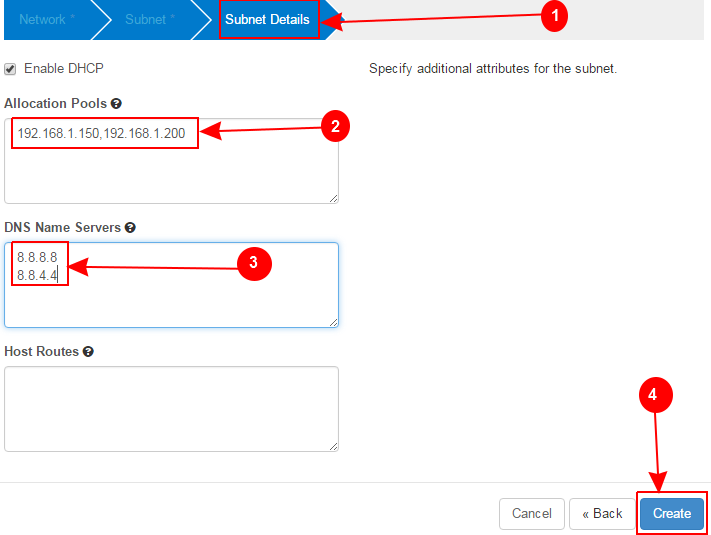 Network * Subnet * Subnet Details 1
Enable DHCP
Specify additional attributes for the subnet.
Allocation Pools ?
192.168.1.150,192.168.1.200 2
DNS Name Servers ?
8.8.8.8
8.8.4.4 3
Host Routes ?
4
Cancel « Back Create